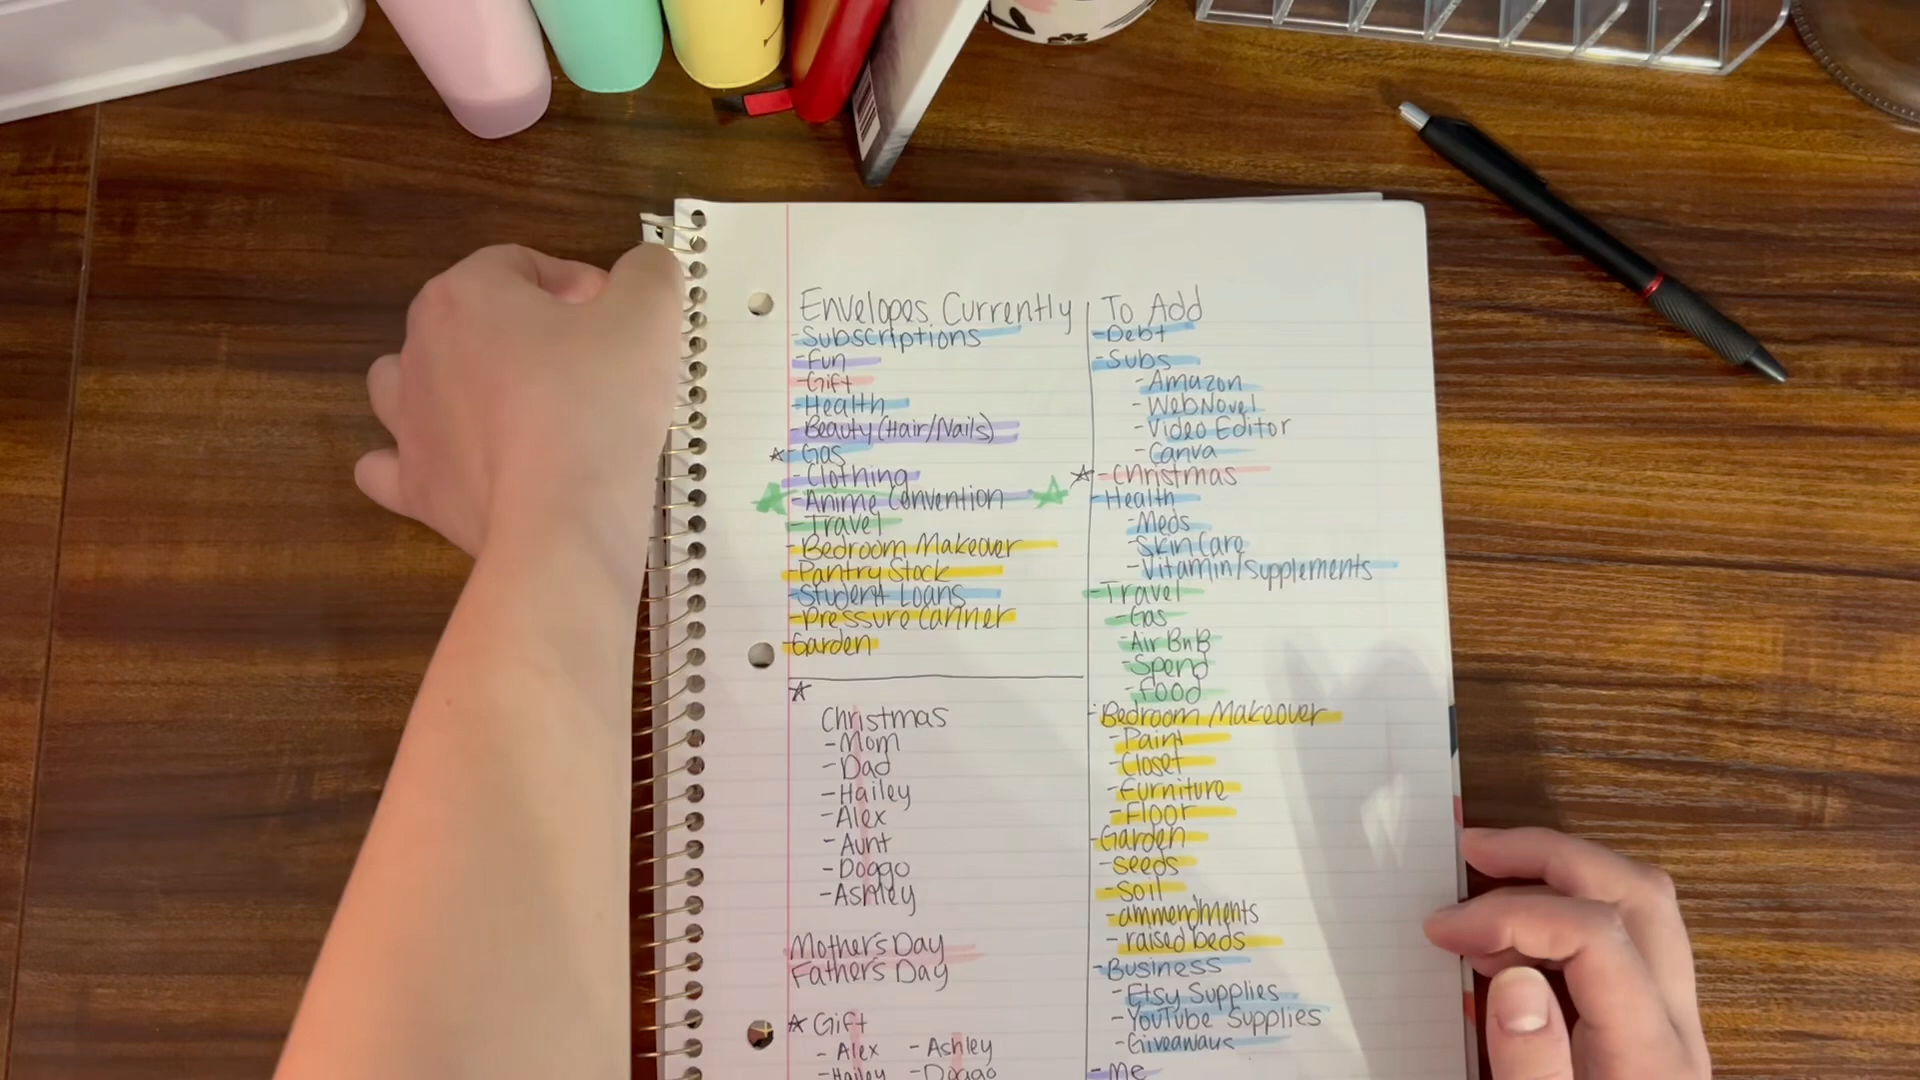 Envelopes Currently
-Subscriptions
-Fun
-Gift
-Health
-Beauty (Hair/Nails)
☆-Gas
-Clothing
☆-Anime Convention ☆
-Travel
-Bedroom Makeover
-Pantry Stock
-Student Loans
-Pressure Canner
-Garden
☆
Christmas
-Mom
-Dad
-Hailey
-Alex
-Aunt
-Doggo
-Ashley
Mother's Day
Father's Day
☆ Gift
-Alex -Ashley
-Hailey -Doggo
To Add
-Debt
-Subs
-Amazon
-WebNovel
-Video Editor
-Canva
☆-Christmas
-Health
-Meds
-Skin Care
-Vitamin/Supplements
-Travel
-Gas
-Air BnB
-Spend
-Food
-Bedroom Makeover
-Paint
-Closet
-Furniture
-Floor
-Garden
-seeds
-Soil
-ammendments
-raised beds
-Business
-Etsy Supplies
-YouTube Supplies
-Giveaways
-Me